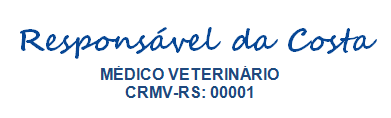 Responsável da Costa
MÉDICO VETERINÁRIO
CRMV-RS: 00001